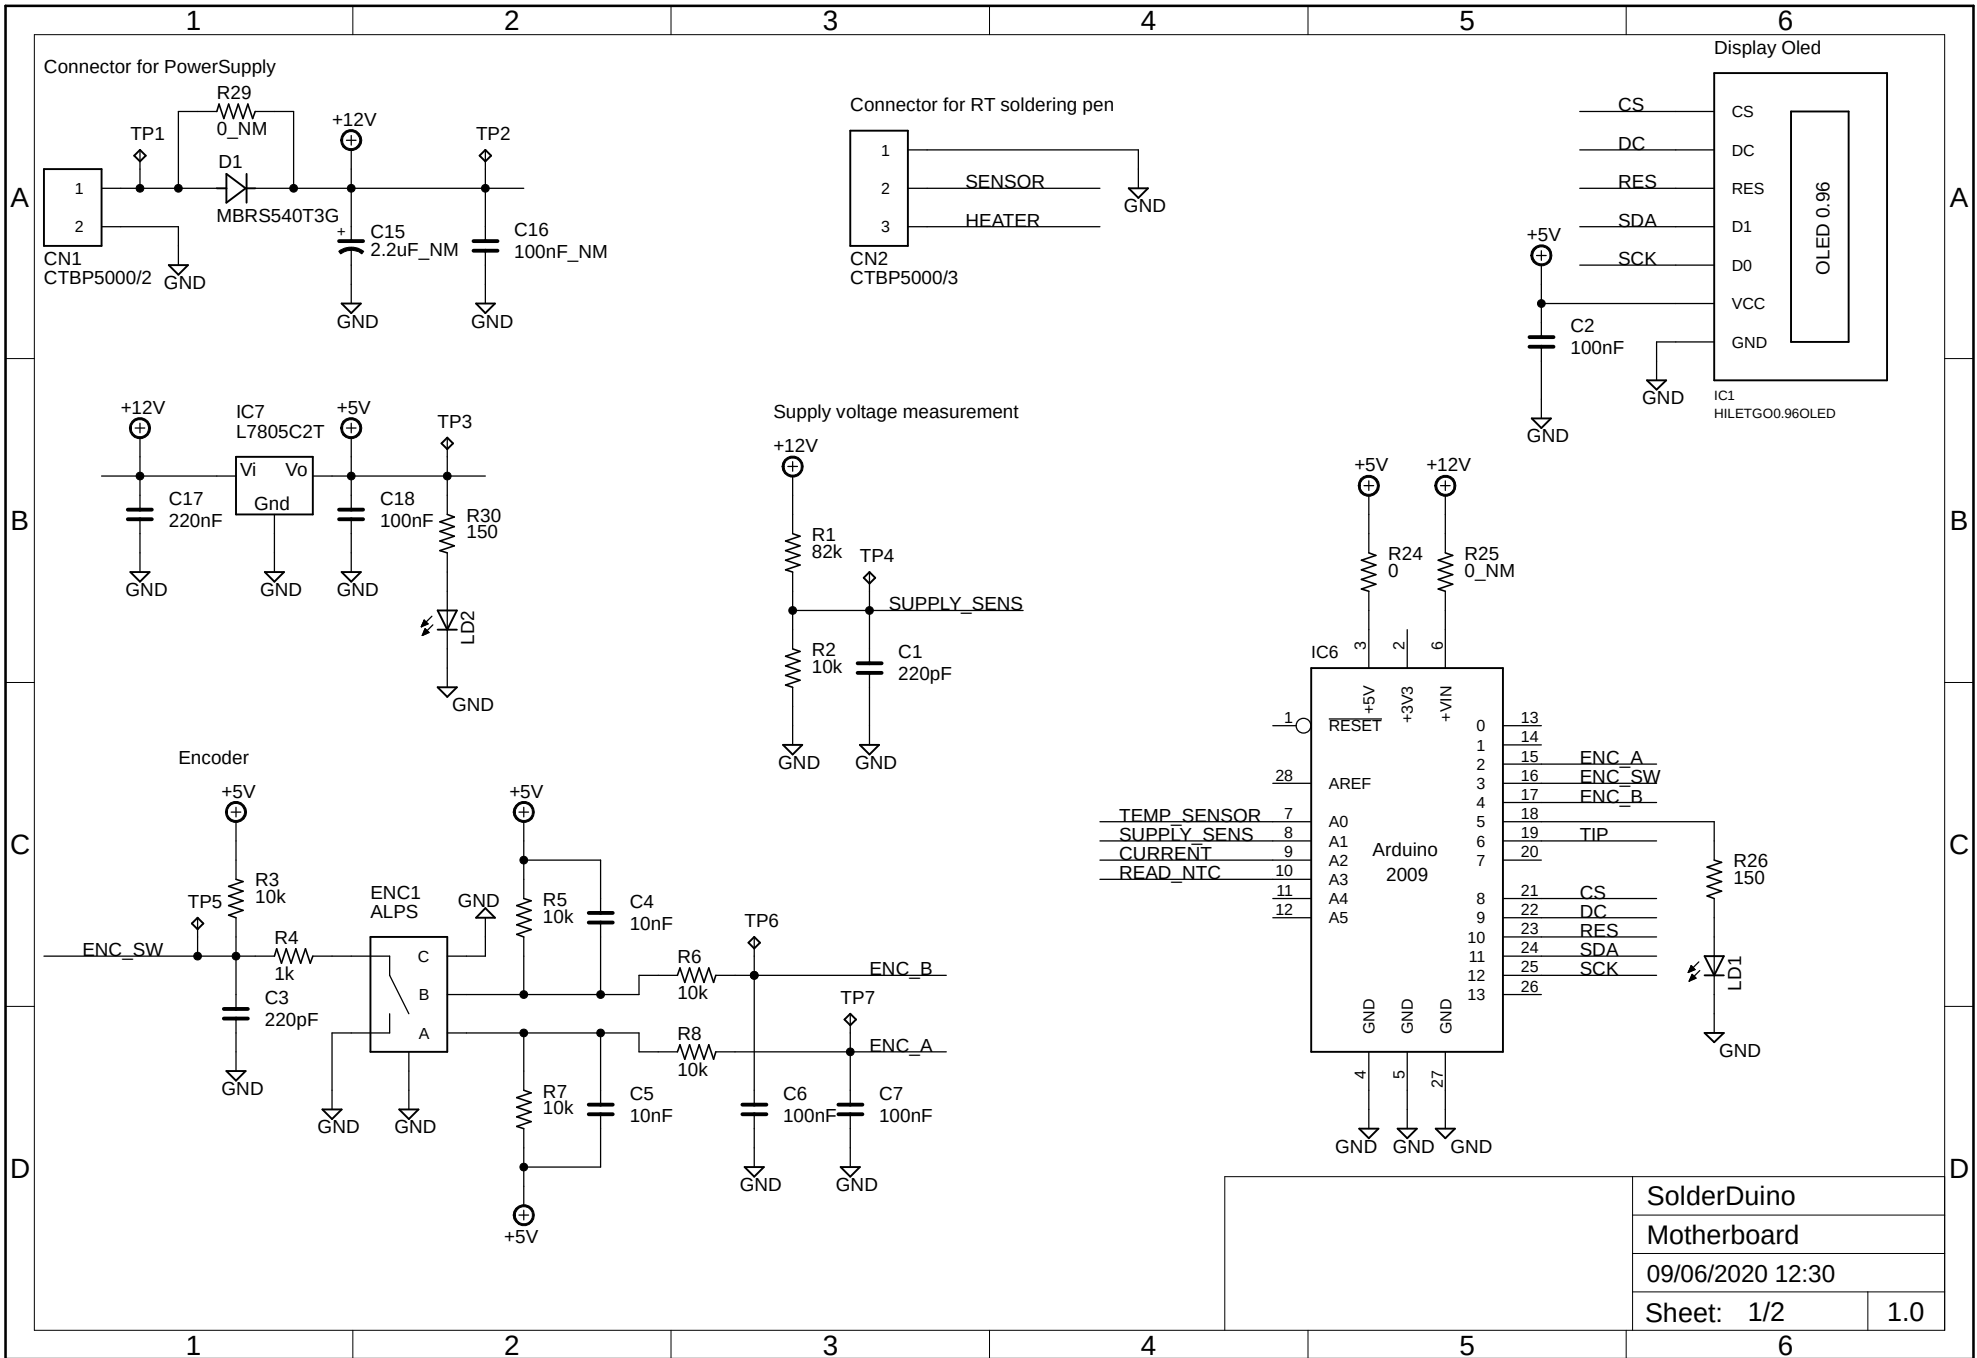 1 2 3 4 5 6
A
B
C
D
Connector for PowerSupply
R29
0_NM
TP1
+12V
TP2
D1
MBRS540T3G
1
2
CN1
CTBP5000/2
GND
+
C15
2.2uF_NM
C16
100nF_NM
GND
GND
Connector for RT soldering pen
1
2
3
SENSOR
HEATER
GND
CN2
CTBP5000/3
Display Oled
CS
DC
RES
SDA
SCK
CS
DC
RES
D1
D0
VCC
GND
OLED 0.96
+5V
C2
100nF
GND
GND
IC1
HILETGO0.96OLED
+12V
IC7
L7805C2T
+5V
TP3
Vi Vo
Gnd
C17
220nF
C18
100nF
R30
150
GND
GND
GND
LD2
GND
Supply voltage measurement
+12V
R1
82k
TP4
SUPPLY_SENS
R2
10k
C1
220pF
GND
GND
+5V
+12V
R24
0
R25
0_NM
IC6
3
2
6
+5V
+3V3
+VIN
1
RESET
28
AREF
TEMP_SENSOR 7 A0
SUPPLY_SENS 8 A1
CURRENT 9 A2
READ_NTC 10 A3
11 A4
12 A5
Arduino
2009
0 13
1 14
2 15 ENC_A
3 16 ENC_SW
4 17 ENC_B
5 18
6 19 TIP
7 20
8 21 CS
9 22 DC
10 23 RES
11 24 SDA
12 25 SCK
13 26
GND
GND
GND
4
5
27
GND
GND
GND
R26
150
LD1
GND
Encoder
+5V
R3
10k
TP5
ENC_SW
R4
1k
C3
220pF
GND
ENC1
ALPS
C
B
A
GND
GND
GND
+5V
R5
10k
C4
10nF
R6
10k
TP6
ENC_B
TP7
R8
10k
ENC_A
R7
10k
C5
10nF
C6
100nF
C7
100nF
GND
GND
+5V
SolderDuino
Motherboard
09/06/2020 12:30
Sheet: 1/2 1.0
A
B
C
D
1 2 3 4 5 6